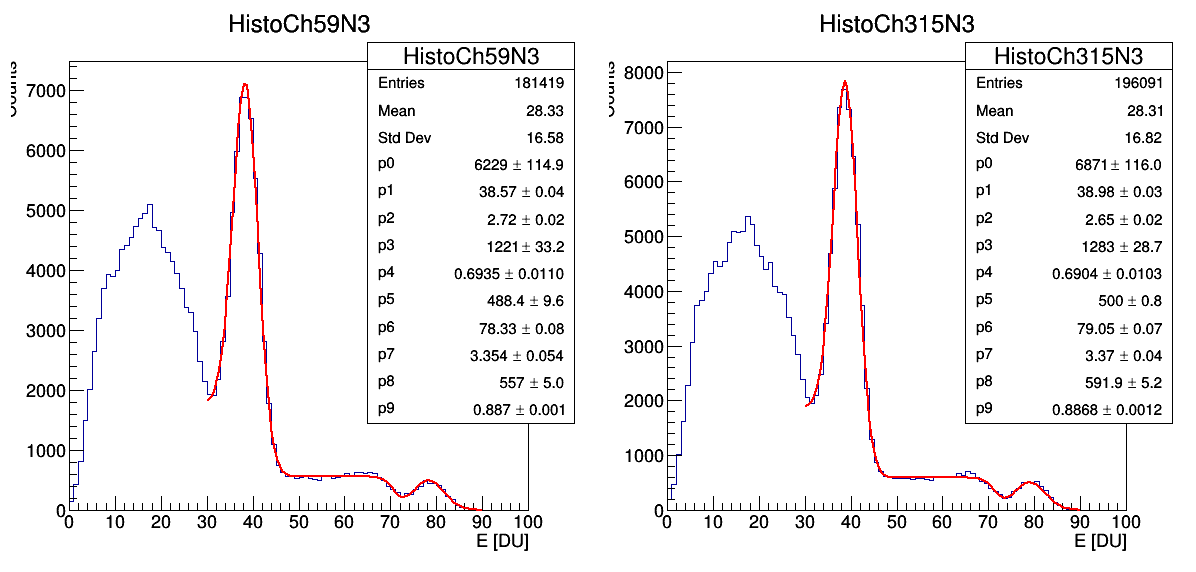 HistoCh59N3
HistoCh59N3
Entries 181419
Mean 28.33
Std Dev 16.58
p0 6229 ± 114.9
p1 38.57 ± 0.04
p2 2.72 ± 0.02
p3 1221 ± 33.2
p4 0.6935 ± 0.0110
p5 488.4 ± 9.6
p6 78.33 ± 0.08
p7 3.354 ± 0.054
p8 557 ± 5.0
p9 0.887 ± 0.001
7000
6000
5000
4000
3000
2000
1000
0
0 10 20 30 40 50 60 70 80 90 100
E [DU]
HistoCh315N3
HistoCh315N3
Entries 196091
Mean 28.31
Std Dev 16.82
p0 6871 ± 116.0
p1 38.98 ± 0.03
p2 2.65 ± 0.02
p3 1283 ± 28.7
p4 0.6904 ± 0.0103
p5 500 ± 0.8
p6 79.05 ± 0.07
p7 3.37 ± 0.04
p8 591.9 ± 5.2
p9 0.8868 ± 0.0012
8000
7000
6000
5000
4000
3000
2000
1000
0
0 10 20 30 40 50 60 70 80 90 100
E [DU]